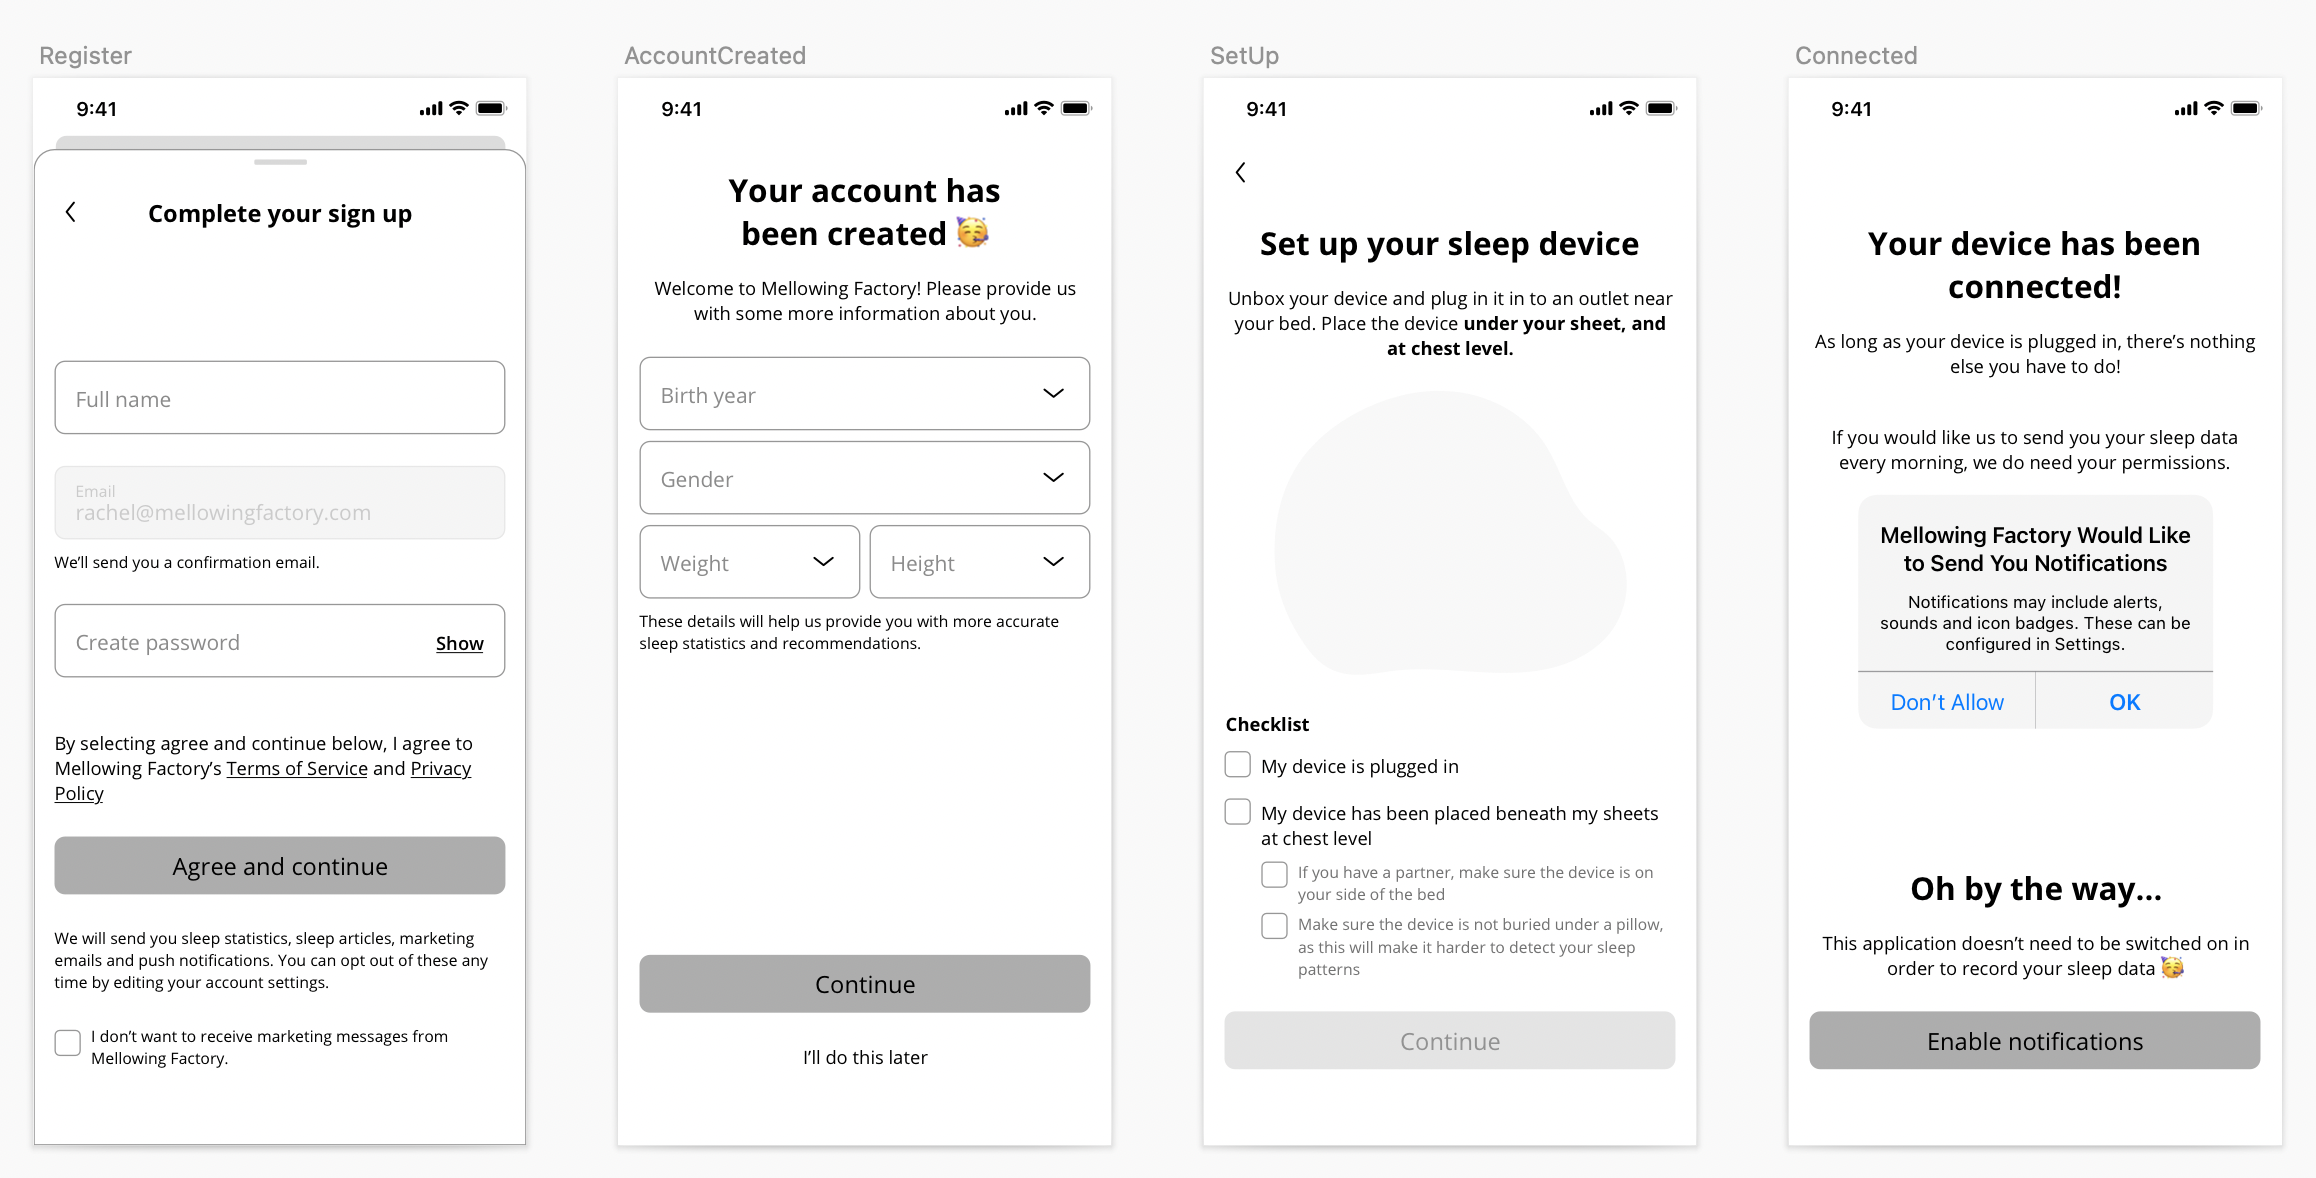 Register
9:41
Complete your sign up
Full name
Email
rachel@mellowingfactory.com
We'll send you a confirmation email.
Create password
Show
By selecting agree and continue below, I agree to
Mellowing Factory's Terms of Service and Privacy
Policy
Agree and continue
We will send you sleep statistics, sleep articles, marketing
emails and push notifications. You can opt out of these any
time by editing your account settings.
I don't want to receive marketing messages from
Mellowing Factory.
AccountCreated
9:41
Your account has
been created 🥳
Welcome to Mellowing Factory! Please provide us
with some more information about you.
Birth year
Gender
Weight
Height
These details will help us provide you with more accurate
sleep statistics and recommendations.
Continue
I'll do this later
SetUp
9:41
Set up your sleep device
Unbox your device and plug in it in to an outlet near
your bed. Place the device under your sheet, and
at chest level.
Checklist
My device is plugged in
My device has been placed beneath my sheets
at chest level
If you have a partner, make sure the device is on
your side of the bed
Make sure the device is not buried under a pillow,
as this will make it harder to detect your sleep
patterns
Continue
Connected
9:41
Your device has been
connected!
As long as your device is plugged in, there's nothing
else you have to do!
If you would like us to send you your sleep data
every morning, we do need your permissions.
Mellowing Factory Would Like
to Send You Notifications
Notifications may include alerts,
sounds and icon badges. These can be
configured in Settings.
Don't Allow
OK
Oh by the way...
This application doesn't need to be switched on in
order to record your sleep data 🥳
Enable notifications